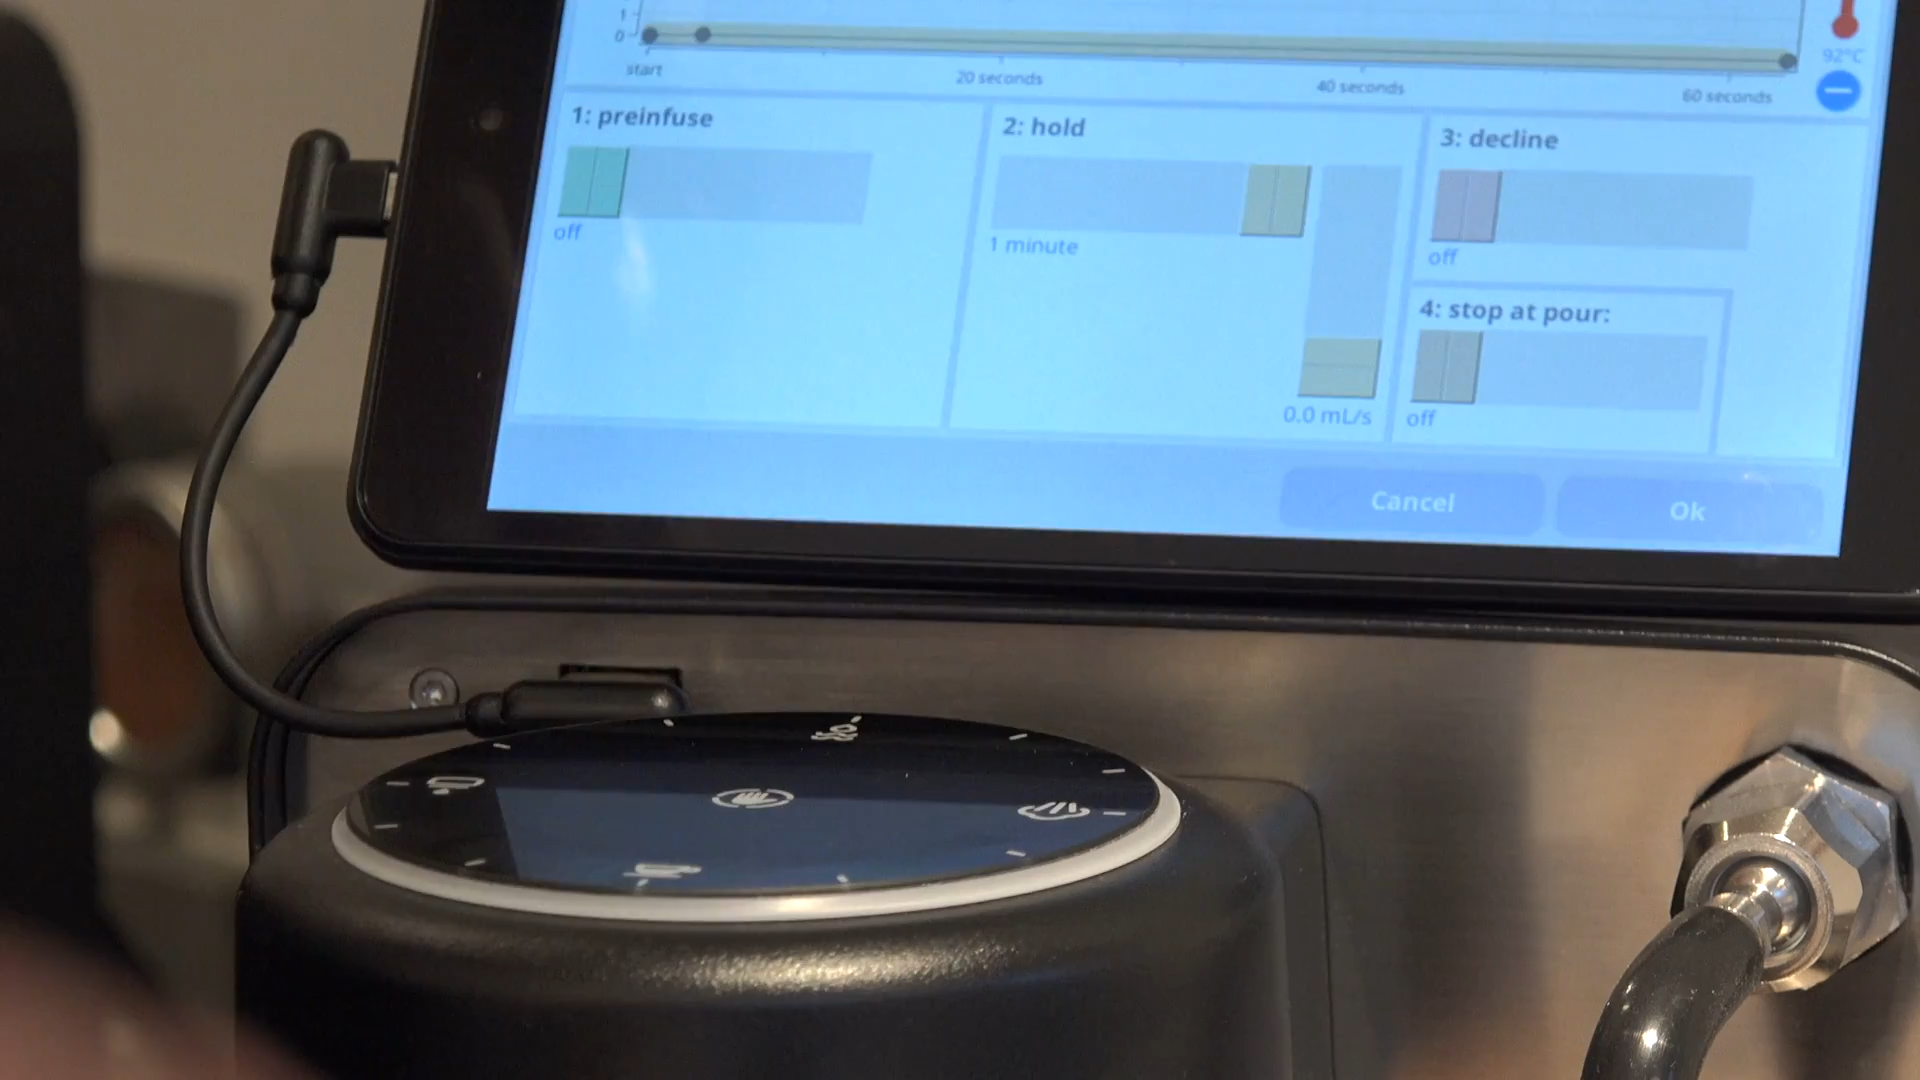 1
0
start
20 seconds
40 seconds
60 seconds
92°C
1: preinfuse
off
2: hold
1 minute
0.0 mL/s
3: decline
off
4: stop at pour:
off
Cancel
Ok